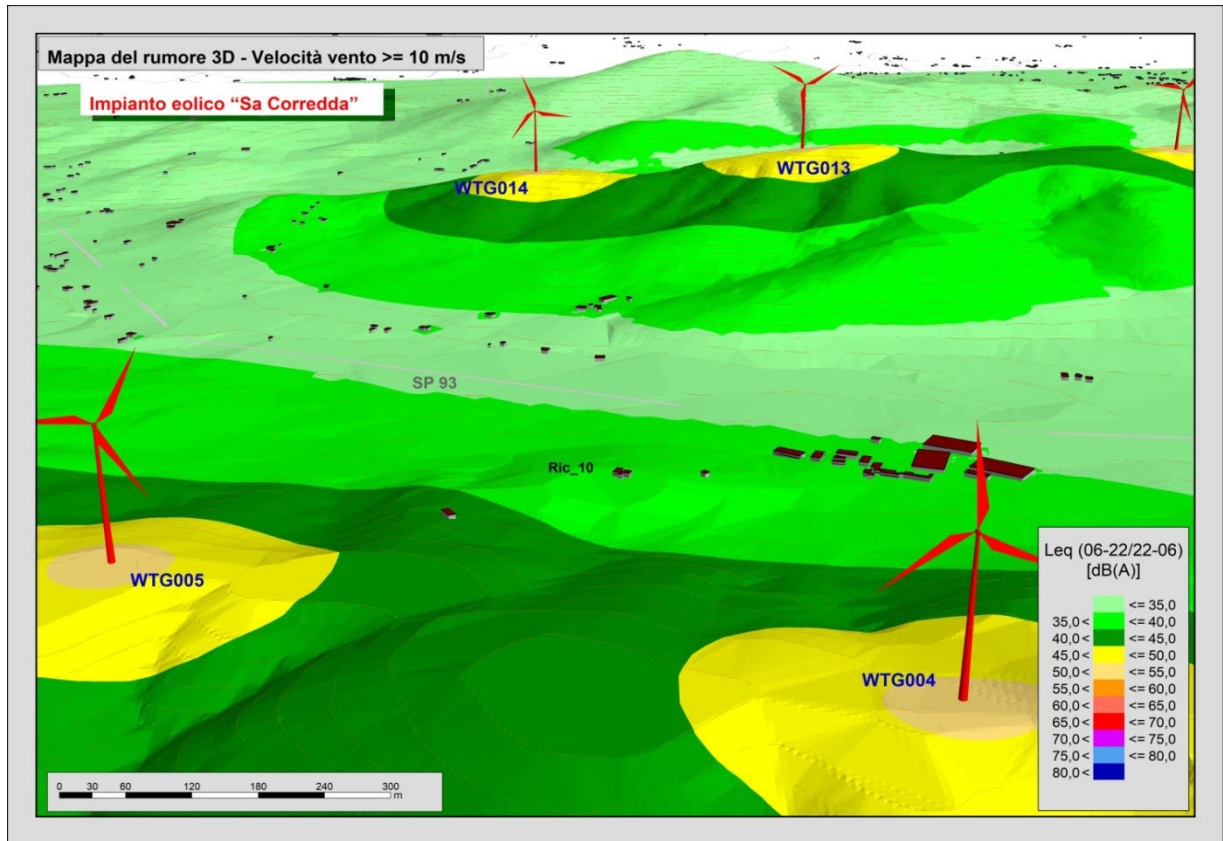 Mappa del rumore 3D - Velocità vento >= 10 m/s
Impianto eolico “Sa Corredda”
WTG014
WTG013
SP 93
Ric_10
WTG005
WTG004
Leq (06-22/22-06)
[dB(A)]
<= 35,0
35,0 < <= 40,0
40,0 < <= 45,0
45,0 < <= 50,0
50,0 < <= 55,0
55,0 < <= 60,0
60,0 < <= 65,0
65,0 < <= 70,0
70,0 < <= 75,0
75,0 < <= 80,0
80,0 <
0 30 60 120 180 240 300
m